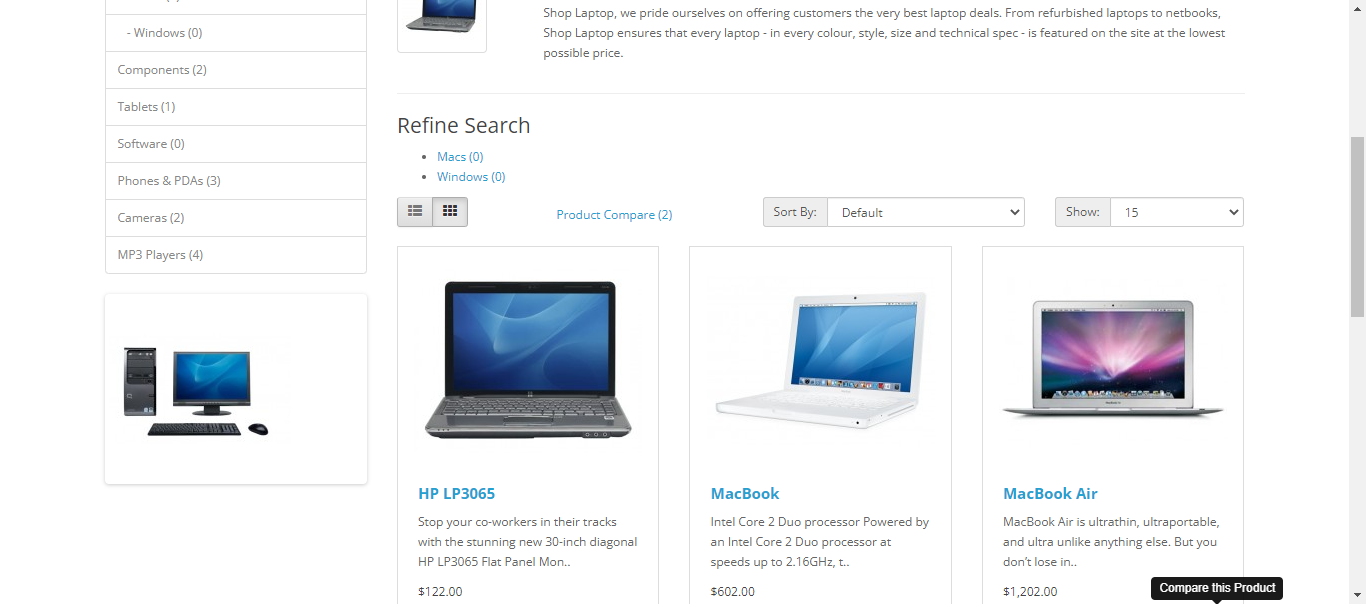 - Windows (0)
Components (2)
Tablets (1)
Software (0)
Phones & PDAs (3)
Cameras (2)
MP3 Players (4)
Shop Laptop, we pride ourselves on offering customers the very best laptop deals. From refurbished laptops to netbooks,
Shop Laptop ensures that every laptop - in every colour, style, size and technical spec - is featured on the site at the lowest
possible price.
Refine Search
Macs (0)
Windows (0)
Product Compare (2)
Sort By:
Default
Show:
15
HP LP3065
Stop your co-workers in their tracks
with the stunning new 30-inch diagonal
HP LP3065 Flat Panel Mon..
$122.00
MacBook
Intel Core 2 Duo processor Powered by
an Intel Core 2 Duo processor at
speeds up to 2.16GHz, t..
$602.00
MacBook Air
MacBook Air is ultrathin, ultraportable,
and ultra unlike anything else. But you
don’t lose in..
$1,202.00
Compare this Product